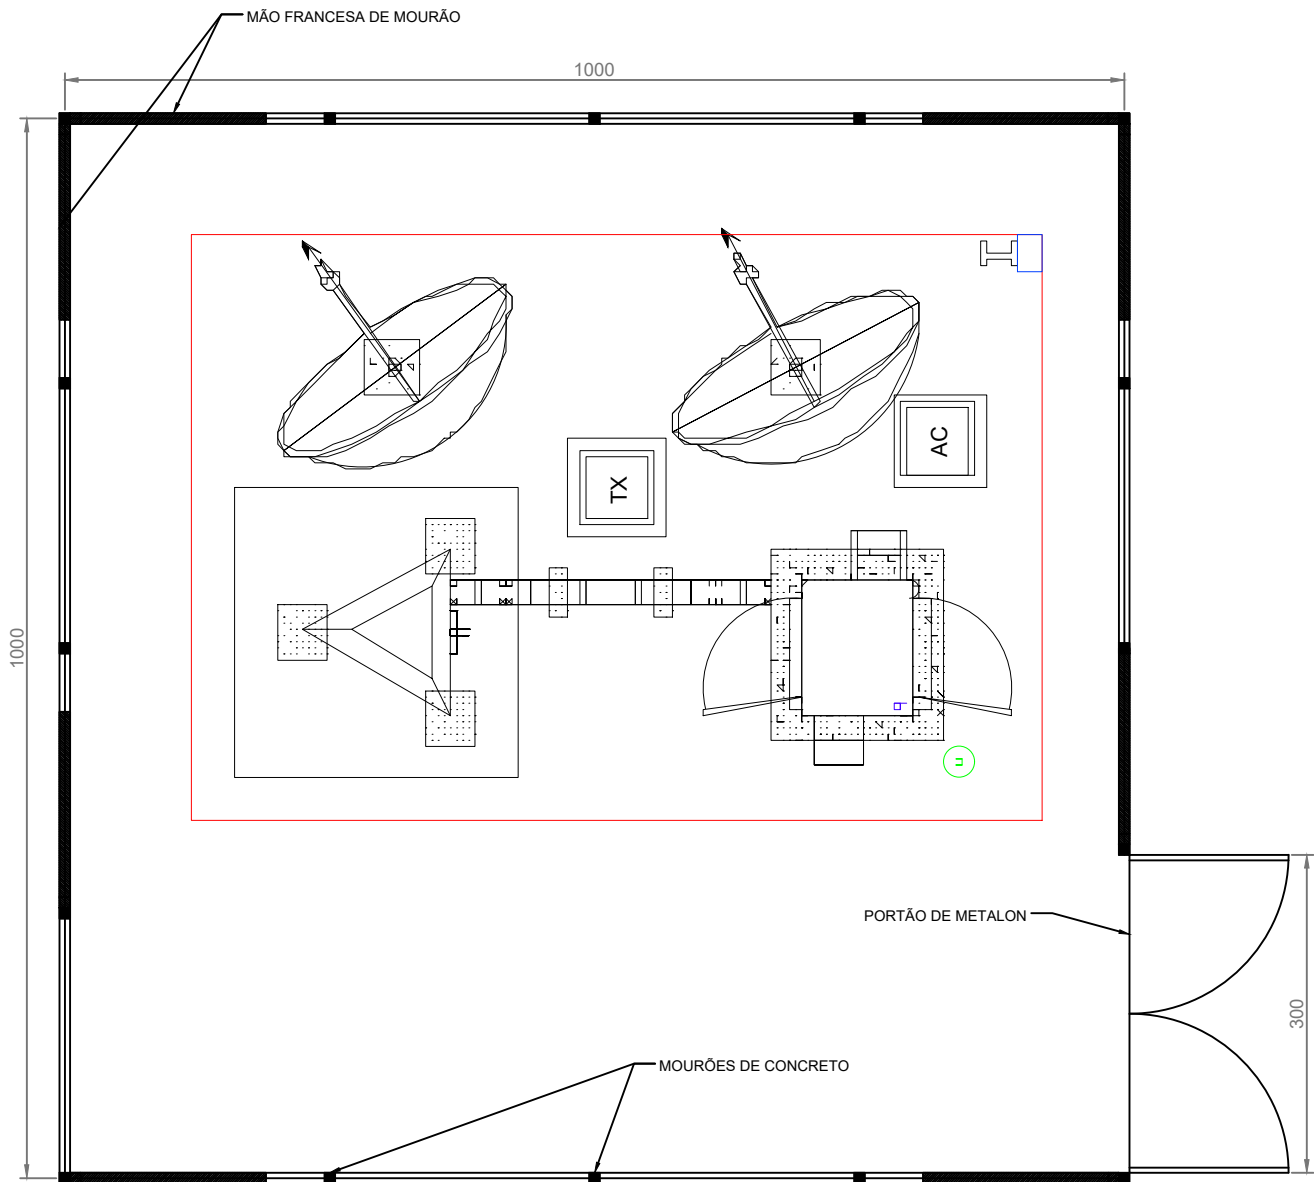 MÃO FRANCESA DE MOURÃO
1000
1000
AC
TX
PORTÃO DE METALON
300
MOURÕES DE CONCRETO